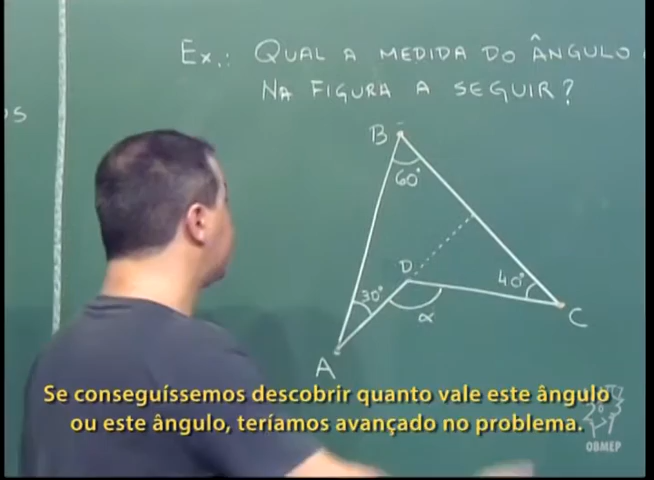 OS
Ex.: QUAL A MEDIDA DO ÂNGULO
NA FIGURA A SEGUIR?
B
60°
D
30°
40°
α
C
A
Se conseguíssemos descobrir quanto vale este ângulo
ou este ângulo, teríamos avançado no problema.
OBMEP